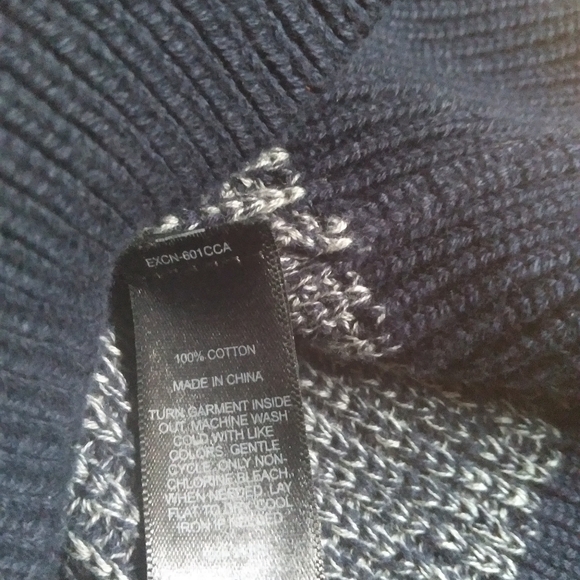 EXCN-601CCA
100% COTTON
MADE IN CHINA
TURN GARMENT INSIDE
OUT, MACHINE WASH
COLD WITH LIKE
COLORS, GENTLE
CYCLE, ONLY NON-
CHLORINE BLEACH,
WHEN NEEDED, LAY
FLAT TO DRY, COOL
IRON IF NEEDED